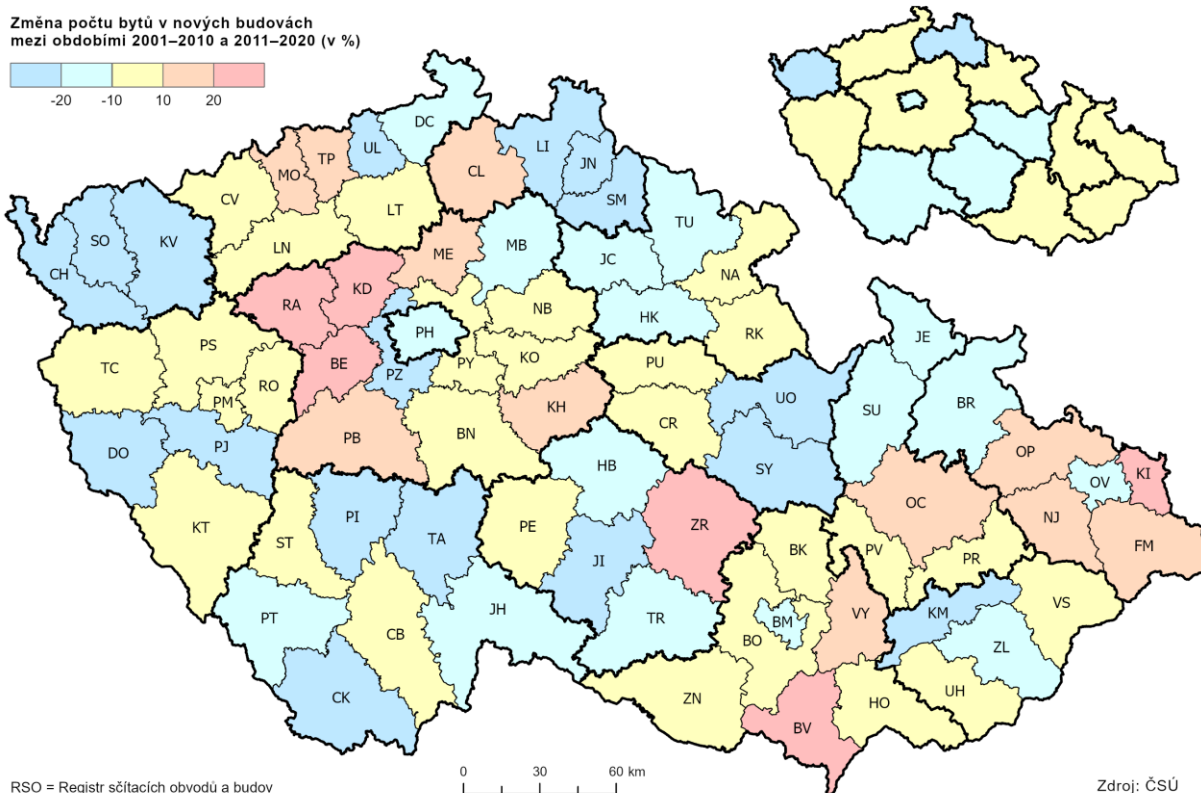 Změna počtu bytů v nových budovách
mezi obdobími 2001–2010 a 2011–2020 (v %)
-20 -10 10 20
DC
UL
LI
JN
TP
MO
CL
SM
CV
LT
TU
SO
KV
LN
ME
MB
JC
CH
NA
RA
KD
NB
HK
PH
RK
JE
PS
BE
KO
TC
RO
PZ
PY
PU
PM
UO
SU
BR
KH
CR
PB
BN
PJ
DO
OP
HB
SY
KI
OV
OC
PI
KT
ST
TA
PE
ZR
NJ
FM
JI
BK
PV
PR
VS
PT
JH
TR
BM
VY
KM
CB
BO
ZL
CK
ZN
HO
UH
BV
0 30 60 km
RSO = Registr sčítacích obvodů a budov
Zdroj: ČSÚ